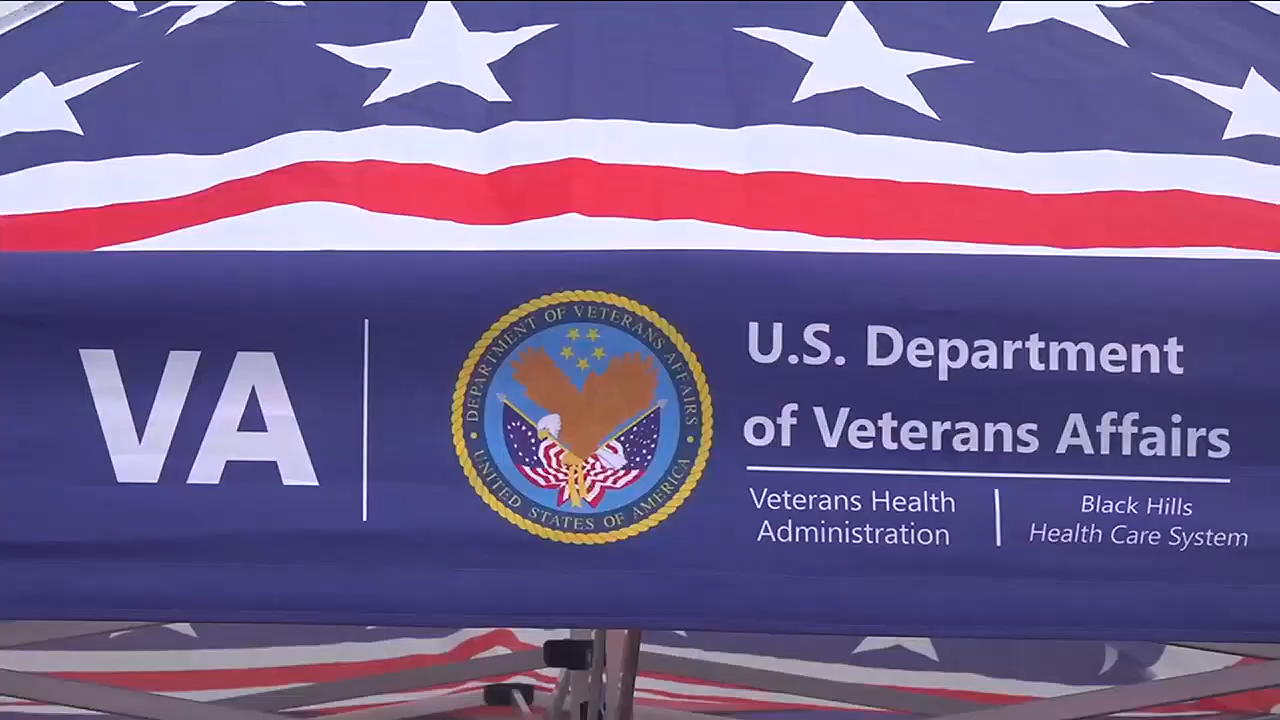 VA
DEPARTMENT OF VETERANS AFFAIRS
UNITED STATES OF AMERICA
U.S. Department
of Veterans Affairs
Veterans Health
Administration
Black Hills
Health Care System